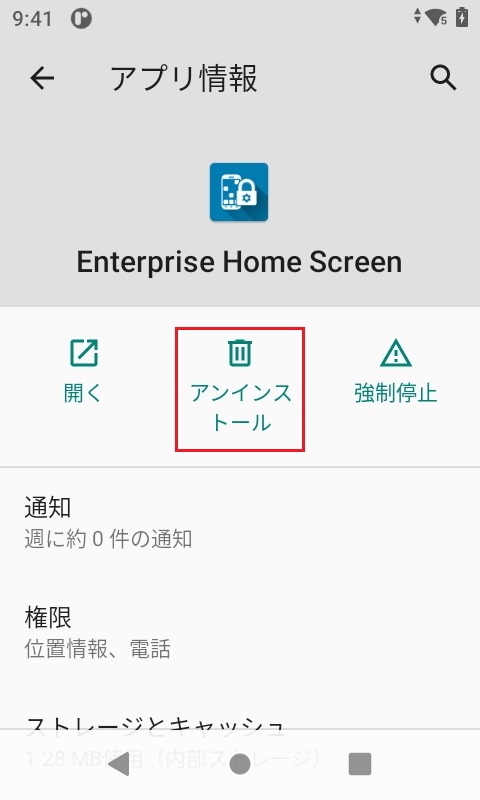 9:41
5
アプリ情報
Enterprise Home Screen
開く
アンインス
トール
強制停止
通知
週に約 0 件の通知
権限
位置情報、電話
ストレージとキャッシュ
1.28 MB使用（内部ストレージ）